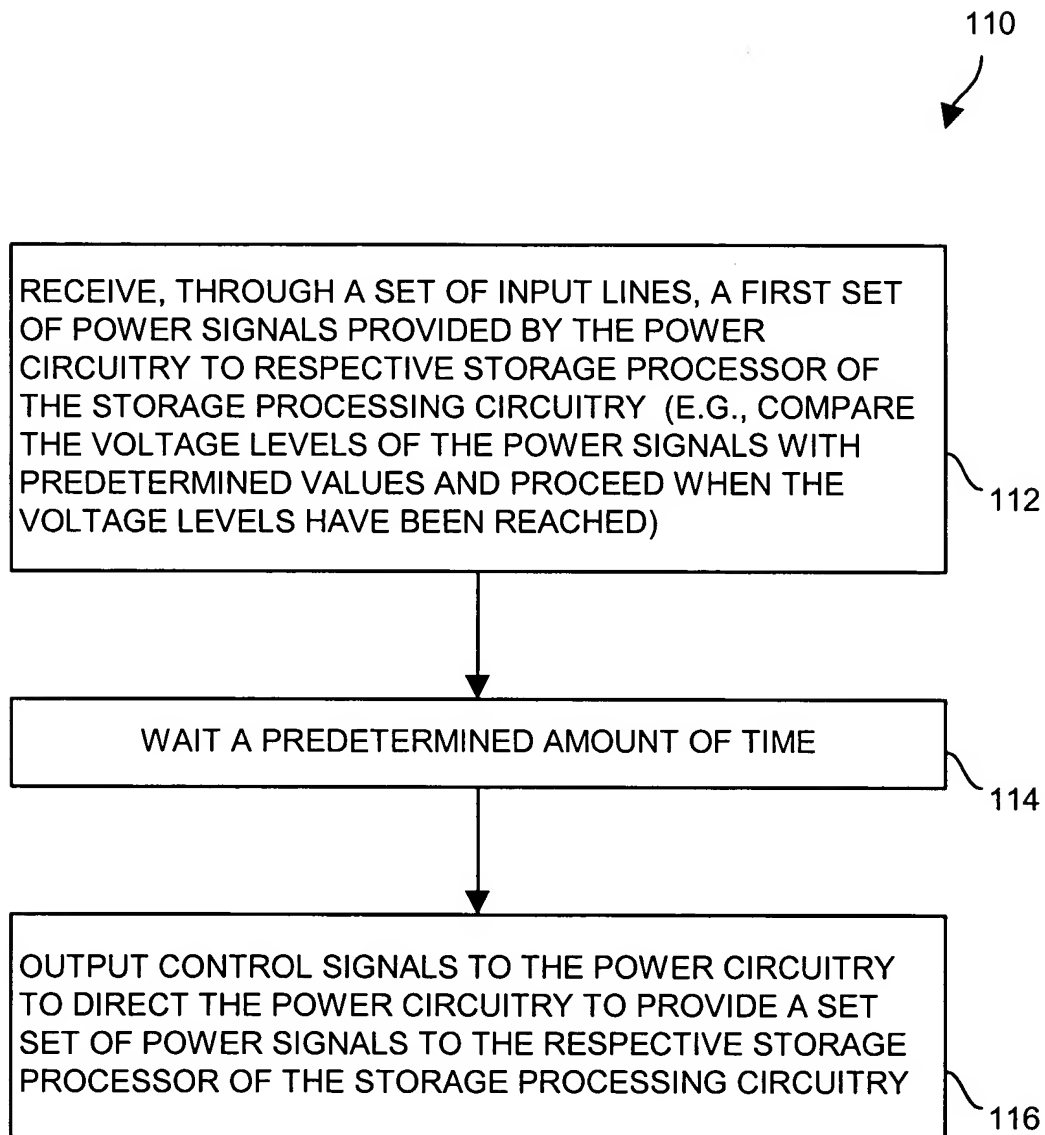 110
RECEIVE, THROUGH A SET OF INPUT LINES, A FIRST SET
OF POWER SIGNALS PROVIDED BY THE POWER
CIRCUITRY TO RESPECTIVE STORAGE PROCESSOR OF
THE STORAGE PROCESSING CIRCUITRY (E.G., COMPARE
THE VOLTAGE LEVELS OF THE POWER SIGNALS WITH
PREDETERMINED VALUES AND PROCEED WHEN THE
VOLTAGE LEVELS HAVE BEEN REACHED)
112
WAIT A PREDETERMINED AMOUNT OF TIME
114
OUTPUT CONTROL SIGNALS TO THE POWER CIRCUITRY
TO DIRECT THE POWER CIRCUITRY TO PROVIDE A SET
SET OF POWER SIGNALS TO THE RESPECTIVE STORAGE
PROCESSOR OF THE STORAGE PROCESSING CIRCUITRY
116